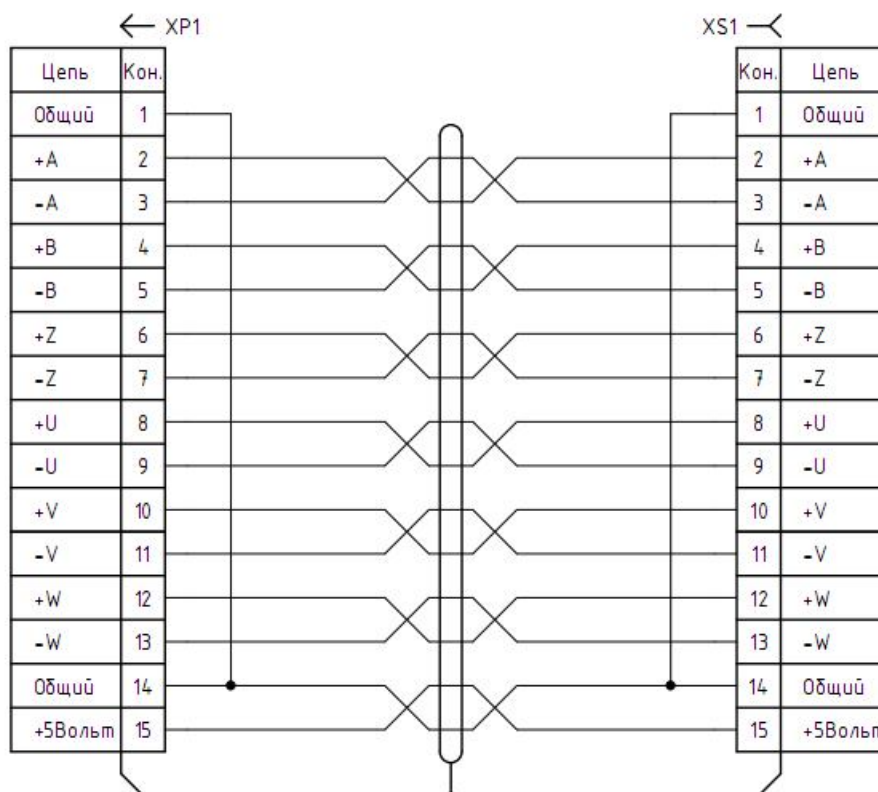 XP1 XS1
Цепь Кон. Кон. Цепь
Общий 1 1 Общий
+A 2 2 +A
-A 3 3 -A
+B 4 4 +B
-B 5 5 -B
+Z 6 6 +Z
-Z 7 7 -Z
+U 8 8 +U
-U 9 9 -U
+V 10 10 +V
-V 11 11 -V
+W 12 12 +W
-W 13 13 -W
Общий 14 14 Общий
+5Вольт 15 15 +5Вольт